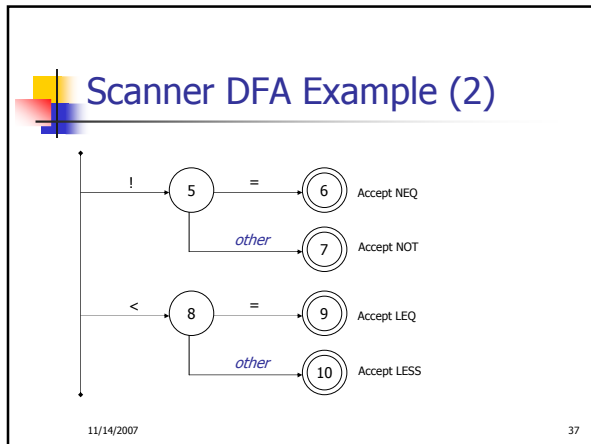 Scanner DFA Example (2)
! 5 = 6 Accept NEQ
other 7 Accept NOT
< 8 = 9 Accept LEQ
other 10 Accept LESS
11/14/2007 37